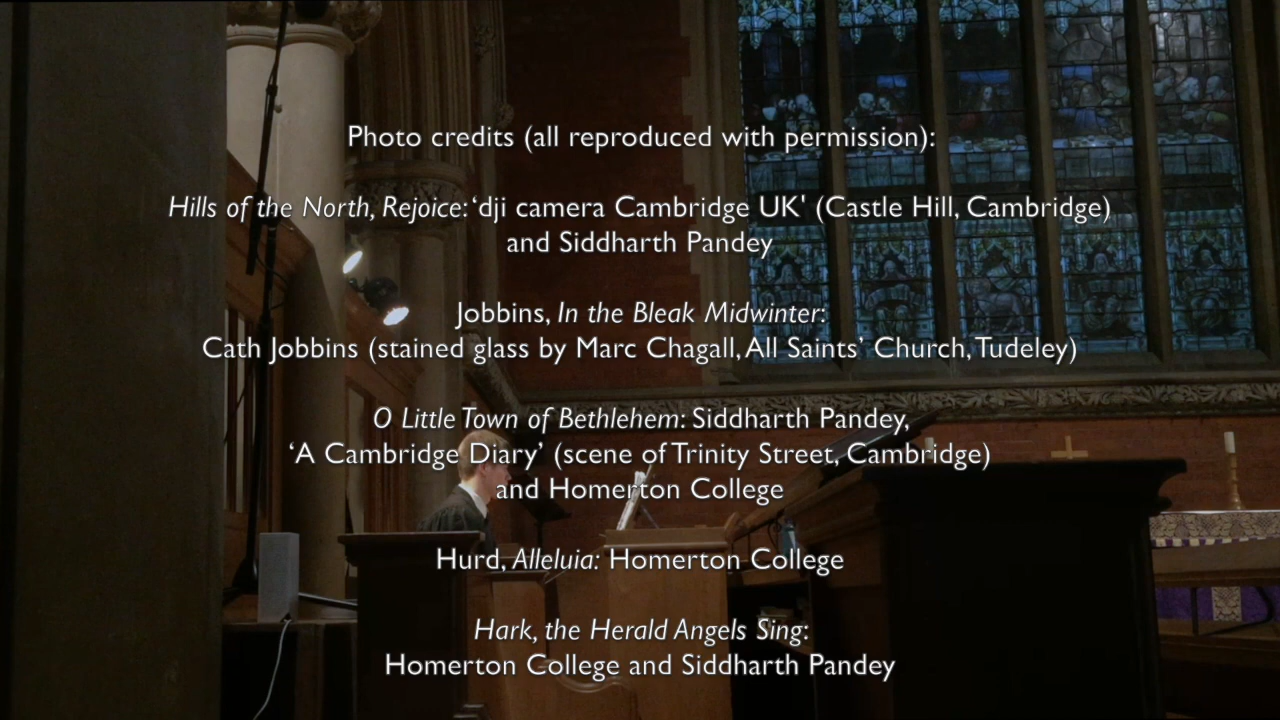 Photo credits (all reproduced with permission):
Hills of the North, Rejoice: ‘dji camera Cambridge UK' (Castle Hill, Cambridge)
and Siddharth Pandey
Jobbins, In the Bleak Midwinter:
Cath Jobbins (stained glass by Marc Chagall, All Saints’ Church, Tudeley)
O Little Town of Bethlehem: Siddharth Pandey,
‘A Cambridge Diary’ (scene of Trinity Street, Cambridge)
and Homerton College
Hurd, Alleluia: Homerton College
Hark, the Herald Angels Sing:
Homerton College and Siddharth Pandey